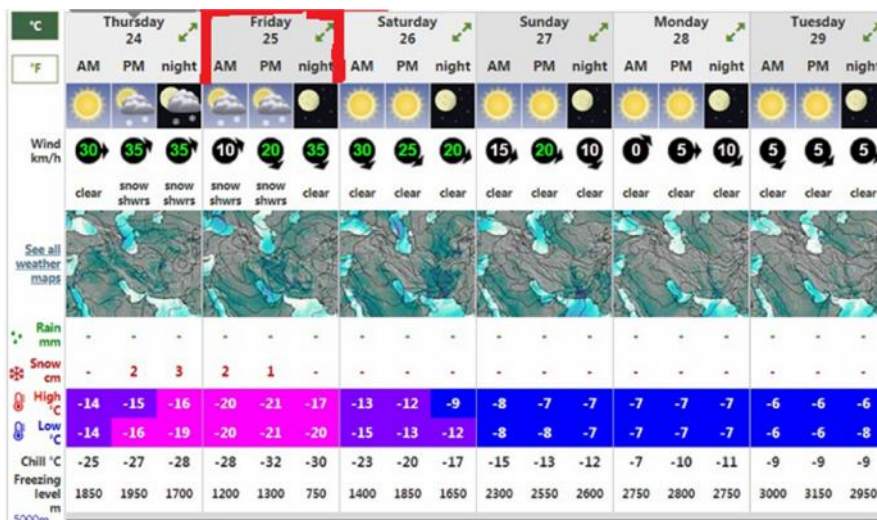 °C Thursday Friday Saturday Sunday Monday Tuesday
24 25 26 27 28 29
°F AM PM night AM PM night AM PM night AM PM night AM PM night AM PM night
Wind
km/h 30 35 35 10 20 35 30 25 20 15 20 10 0 5 10 5 5 5
clear snow shwrs snow shwrs snow shwrs snow shwrs clear clear clear clear clear clear clear clear clear clear clear clear clear
See all
weather
maps
Rain
mm - - - - - - - - - - - - - - - - - -
Snow
cm - 2 3 2 1 - - - - - - - - - - - - -
High
°C -14 -15 -16 -20 -21 -17 -13 -12 -9 -8 -7 -7 -7 -7 -7 -6 -6 -6
Low
°C -14 -16 -19 -20 -21 -20 -15 -13 -12 -8 -8 -7 -7 -7 -7 -6 -6 -8
Chill °C -25 -27 -28 -28 -32 -30 -23 -20 -17 -15 -13 -12 -7 -10 -11 -9 -9 -9
Freezing
level
m 1850 1950 1700 1200 1300 750 1400 1850 1650 2300 2550 2600 2750 2800 2750 3000 3150 2950
5000m